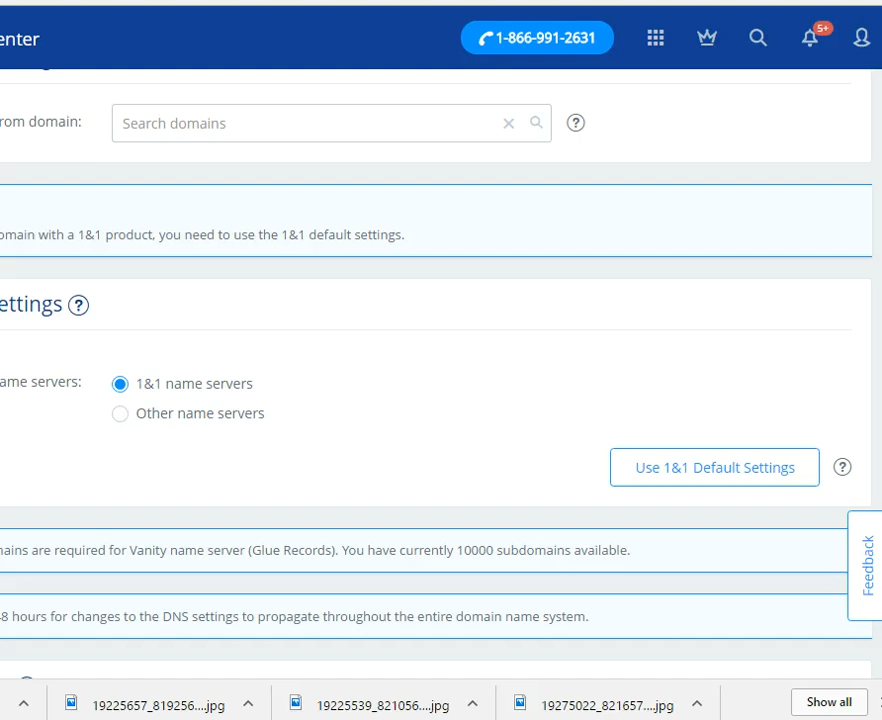 enter
1-866-991-2631
5+
rom domain:
Search domains
?
omain with a 1&1 product, you need to use the 1&1 default settings.
ettings ?
ame servers:
1&1 name servers
Other name servers
Use 1&1 Default Settings
?
Feedback
ains are required for Vanity name server (Glue Records). You have currently 10000 subdomains available.
8 hours for changes to the DNS settings to propagate throughout the entire domain name system.
19225657_819256....jpg
19225539_821056....jpg
19275022_821657....jpg
Show all